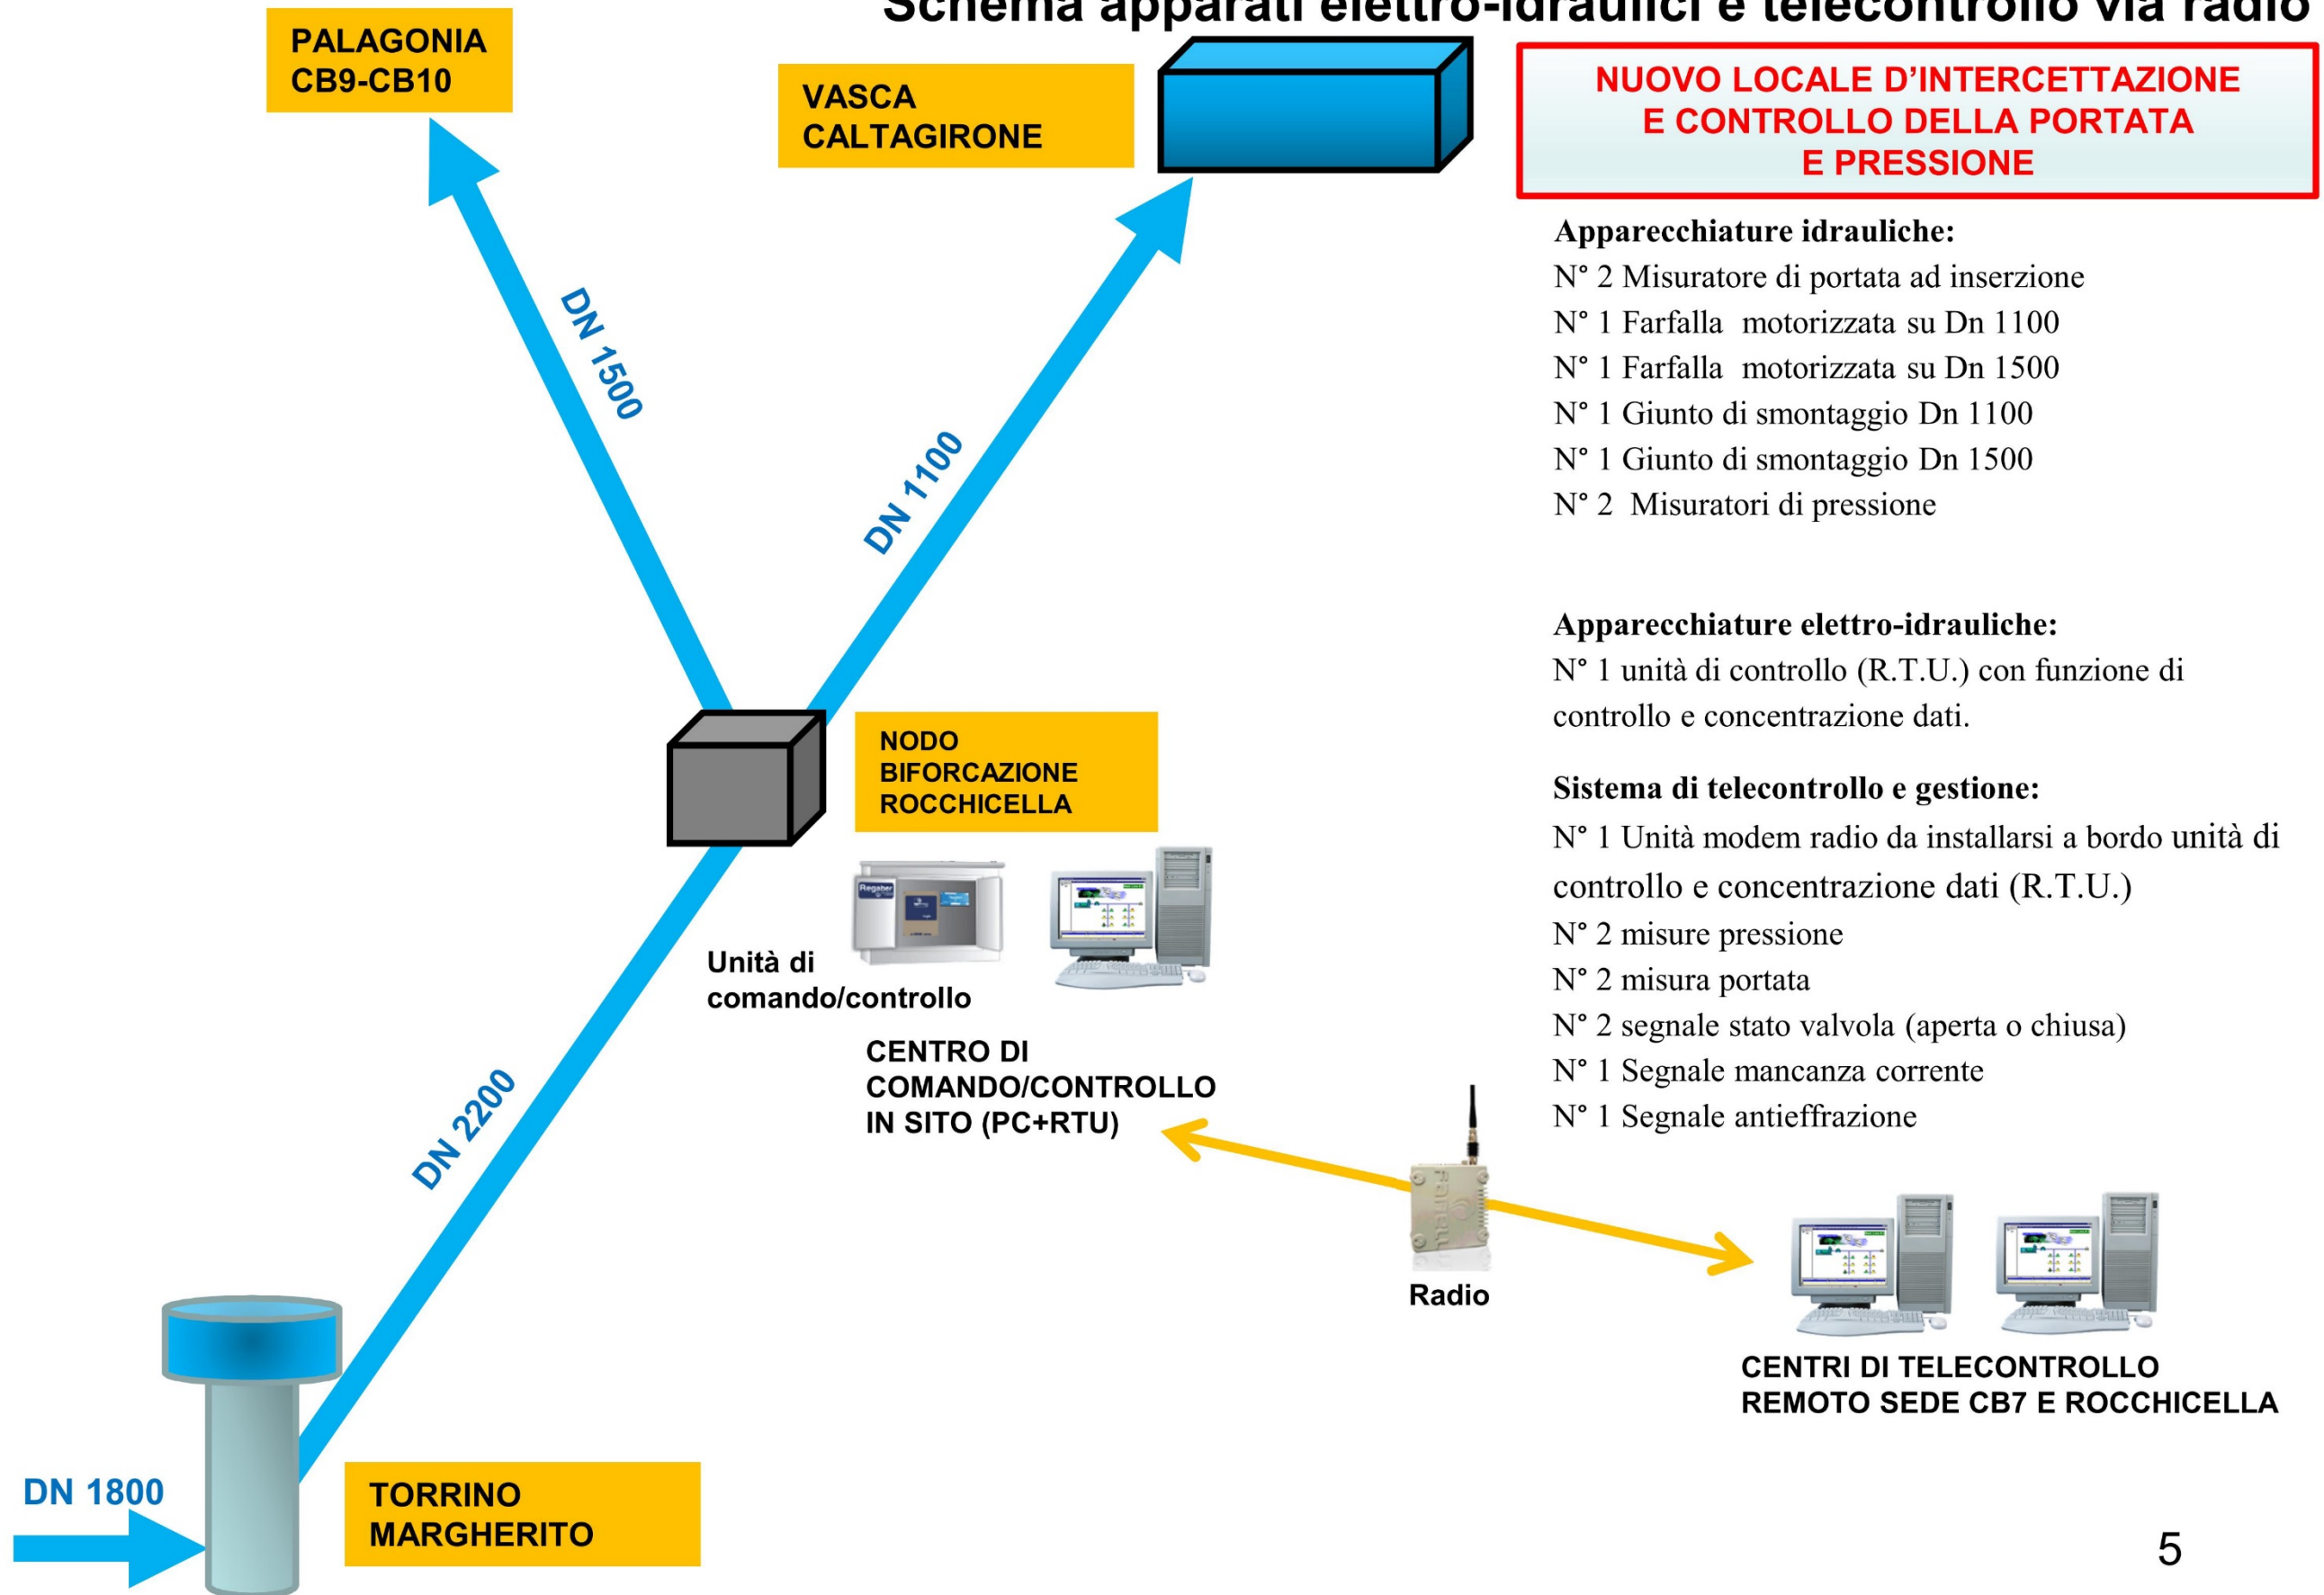 Schema apparati elettro-idraulici e telecontrollo via radio
PALAGONIA
CB9-CB10
VASCA
CALTAGIRONE
NUOVO LOCALE D'INTERCETTAZIONE
E CONTROLLO DELLA PORTATA
E PRESSIONE
Apparecchiature idrauliche:
N° 2 Misuratore di portata ad inserzione
N° 1 Farfalla  motorizzata su Dn 1100
N° 1 Farfalla  motorizzata su Dn 1500
N° 1 Giunto di smontaggio Dn 1100
N° 1 Giunto di smontaggio Dn 1500
N° 2  Misuratori di pressione
DN 1500
DN 1100
Apparecchiature elettro-idrauliche:
N° 1 unità di controllo (R.T.U.) con funzione di
controllo e concentrazione dati.
Sistema di telecontrollo e gestione:
N° 1 Unità modem radio da installarsi a bordo unità di
controllo e concentrazione dati (R.T.U.)
N° 2 misure pressione
N° 2 misura portata
N° 2 segnale stato valvola (aperta o chiusa)
N° 1 Segnale mancanza corrente
N° 1 Segnale antieffrazione
NODO
BIFORCAZIONE
ROCCHICELLA
Regaber
Unità di
comando/controllo
CENTRO DI
COMANDO/CONTROLLO
IN SITO (PC+RTU)
DN 2200
Radio
CENTRI DI TELECONTROLLO
REMOTO SEDE CB7 E ROCCHICELLA
DN 1800
TORRINO
MARGHERITO
5